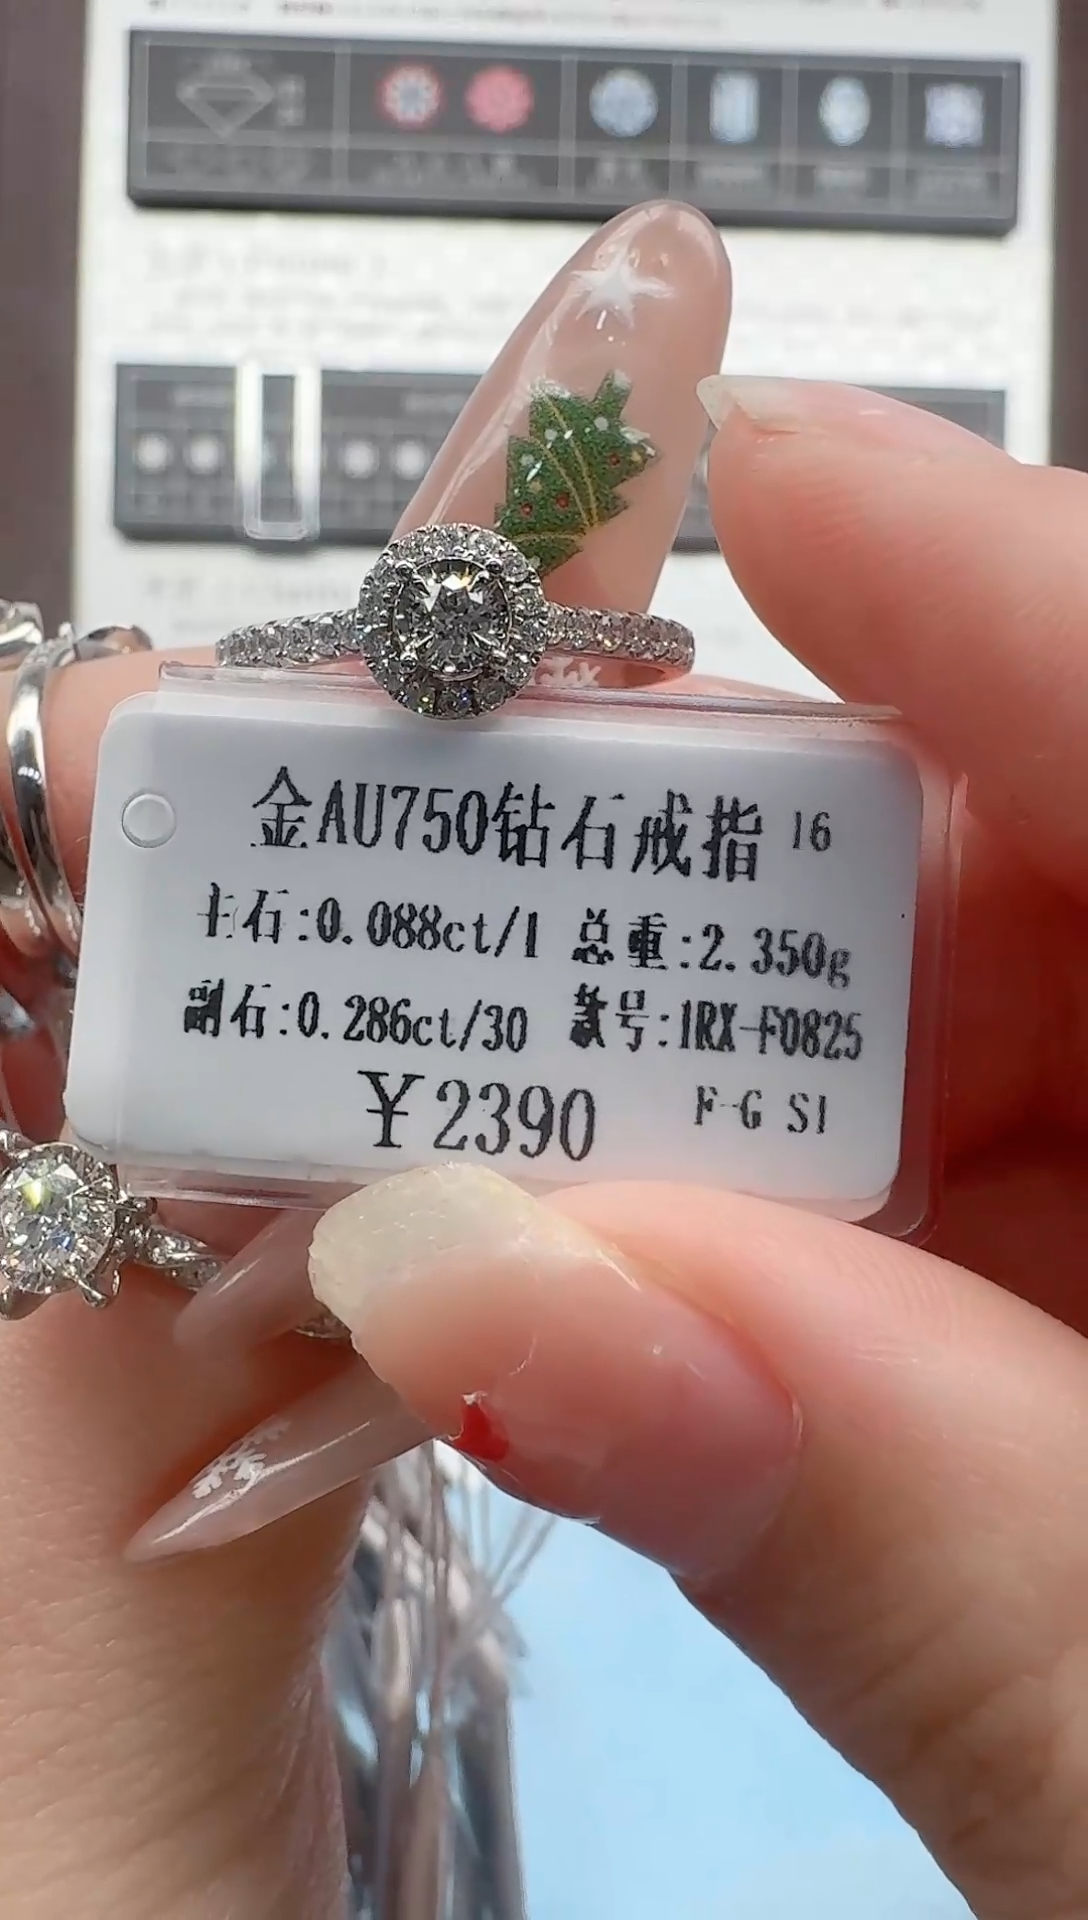 金AU750钻石戒指 16
主石:0.088ct/1 总重:2.350g
副石:0.286ct/30 款号:1RX-F0825
￥2390 F-G SI